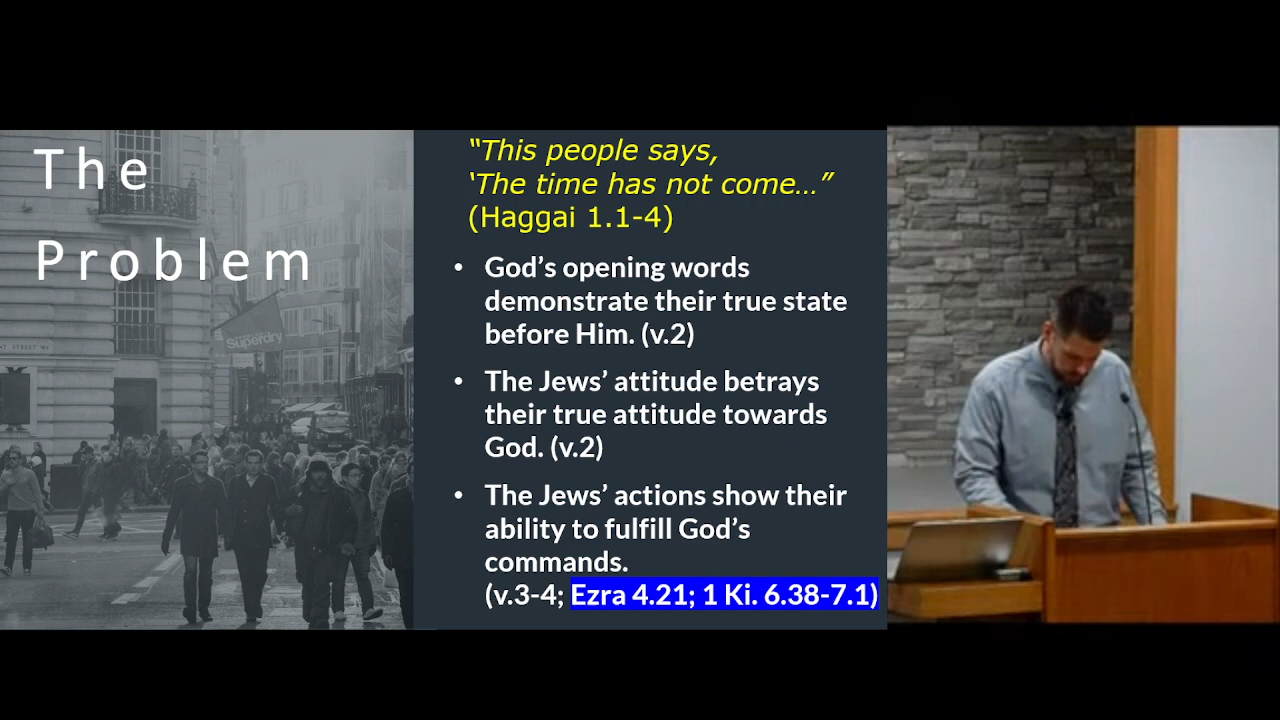 The
Problem
Superdry
“This people says,
‘The time has not come…”
(Haggai 1.1-4)
• God’s opening words
demonstrate their true state
before Him. (v.2)
• The Jews’ attitude betrays
their true attitude towards
God. (v.2)
• The Jews’ actions show their
ability to fulfill God’s
commands.
(v.3-4; Ezra 4.21; 1 Ki. 6.38-7.1)